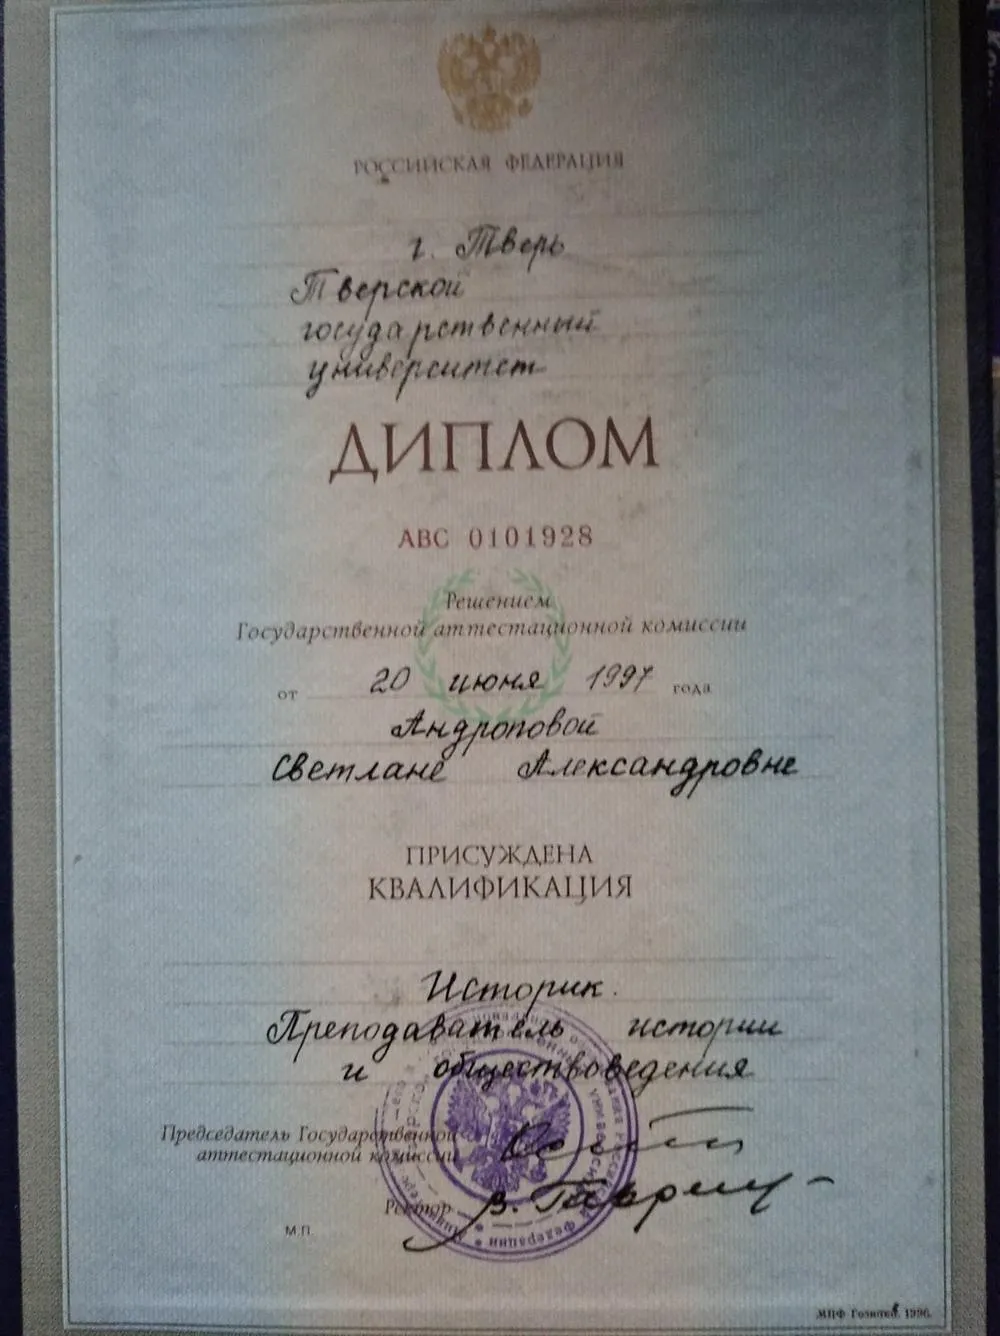 РОССИЙСКАЯ ФЕДЕРАЦИЯ
г. Тверь
Тверской
государственный
университет
ДИПЛОМ
АВС 0101928
Решением
Государственной аттестационной комиссии
от 20 июня 1997 года
Андроповой
Светлане Александровне
ПРИСУЖДЕНА
КВАЛИФИКАЦИЯ
Историк.
Преподаватель истории
и обществоведения
Председатель Государственной
аттестационной комиссии
Ректор
М.П.
МПФ Гознака. 1996.